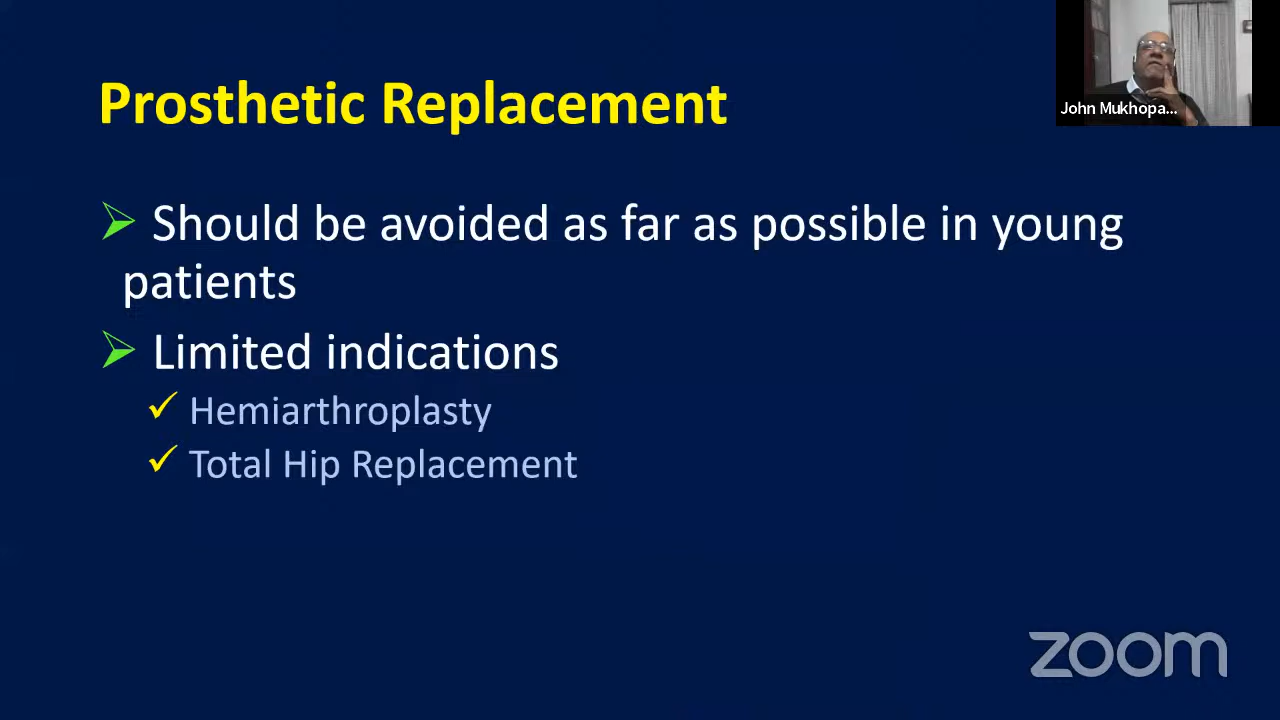 Prosthetic Replacement
John Mukhopa...
Should be avoided as far as possible in young
patients
Limited indications
Hemiarthroplasty
Total Hip Replacement
zoom